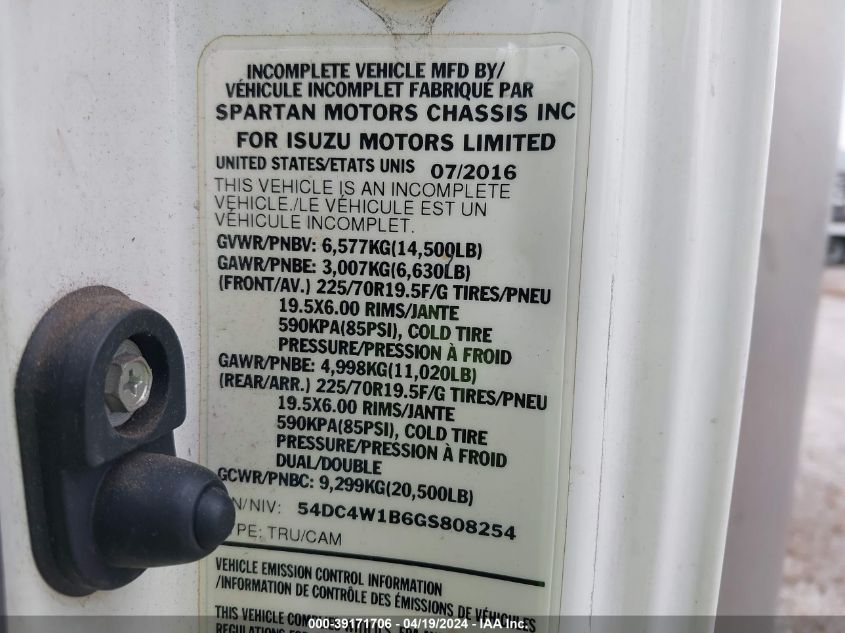 INCOMPLETE VEHICLE MFD BY/
VÉHICULE INCOMPLET FABRIQUÉ PAR
SPARTAN MOTORS CHASSIS INC
FOR ISUZU MOTORS LIMITED
UNITED STATES/ETATS UNIS 07/2016
THIS VEHICLE IS AN INCOMPLETE
VEHICLE./LE VÉHICULE EST UN
VÉHICULE INCOMPLET.
GVWR/PNBV: 6,577KG(14,500LB)
GAWR/PNBE: 3,007KG(6,630LB)
(FRONT/AV.) 225/70R19.5F/G TIRES/PNEU
19.5X6.00 RIMS/JANTE
590KPA(85PSI), COLD TIRE
PRESSURE/PRESSION À FROID
GAWR/PNBE: 4,998KG(11,020LB)
(REAR/ARR.) 225/70R19.5F/G TIRES/PNEU
19.5X6.00 RIMS/JANTE
590KPA(85PSI), COLD TIRE
PRESSURE/PRESSION À FROID
DUAL/DOUBLE
GCWR/PNBC: 9,299KG(20,500LB)
/NIV: 54DC4W1B6GS808254
TRU/CAM
VEHICLE EMISSION CONTROL INFORMATION
/INFORMATION DE CONTRÔLE DES ÉMISSIONS DE VÉHICULES
THIS VEHICLE
000-39171706 - 04/19/2024 - IAA Inc.